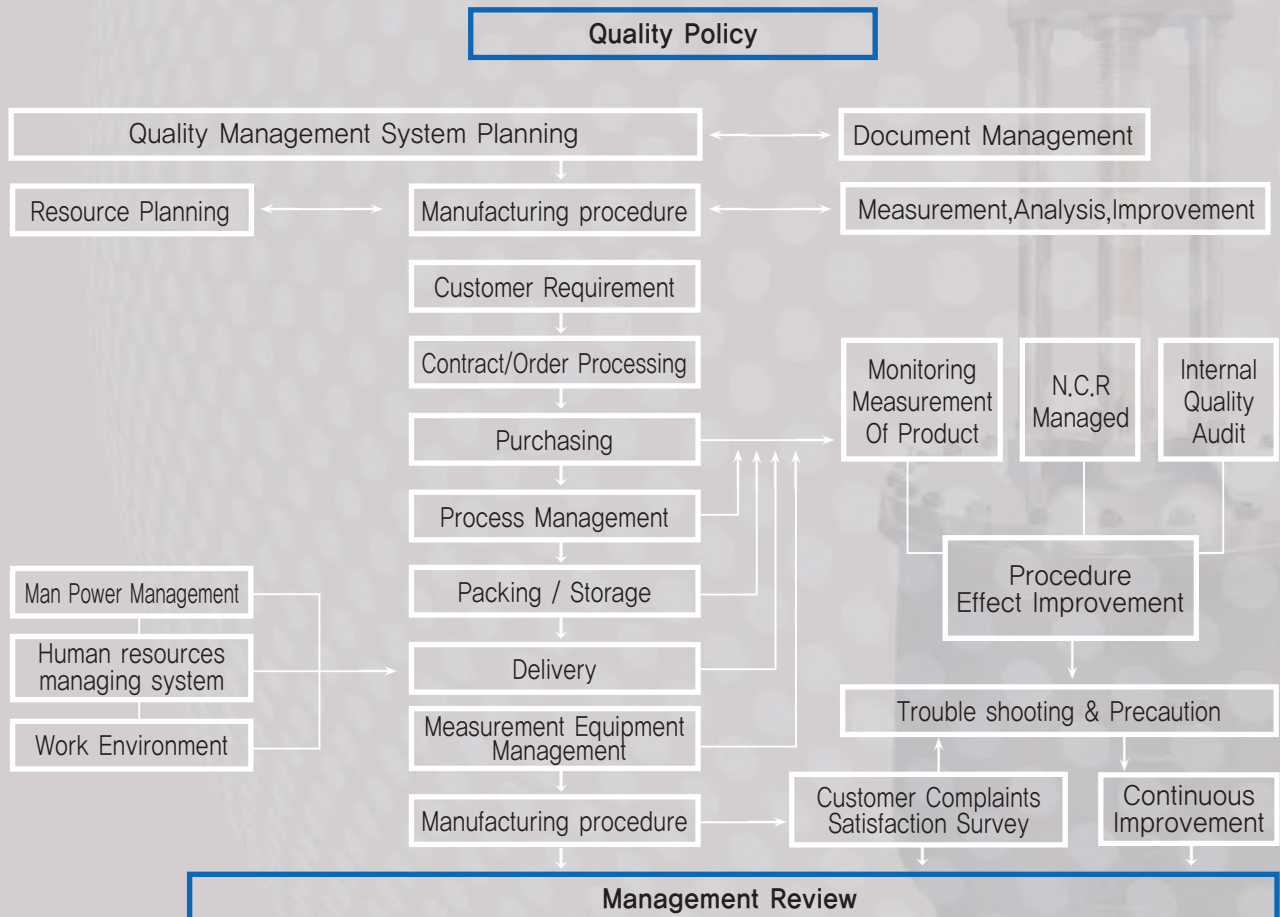 Quality Policy
Quality Management System Planning
Document Management
Resource Planning
Manufacturing procedure
Measurement,Analysis,Improvement
Customer Requirement
Contract/Order Processing
Purchasing
Process Management
Packing / Storage
Delivery
Measurement Equipment
Management
Manufacturing procedure
Man Power Management
Human resources
managing system
Work Environment
Monitoring
Measurement
Of Product
N.C.R
Managed
Internal
Quality
Audit
Procedure
Effect Improvement
Trouble shooting & Precaution
Customer Complaints
Satisfaction Survey
Continuous
Improvement
Management Review